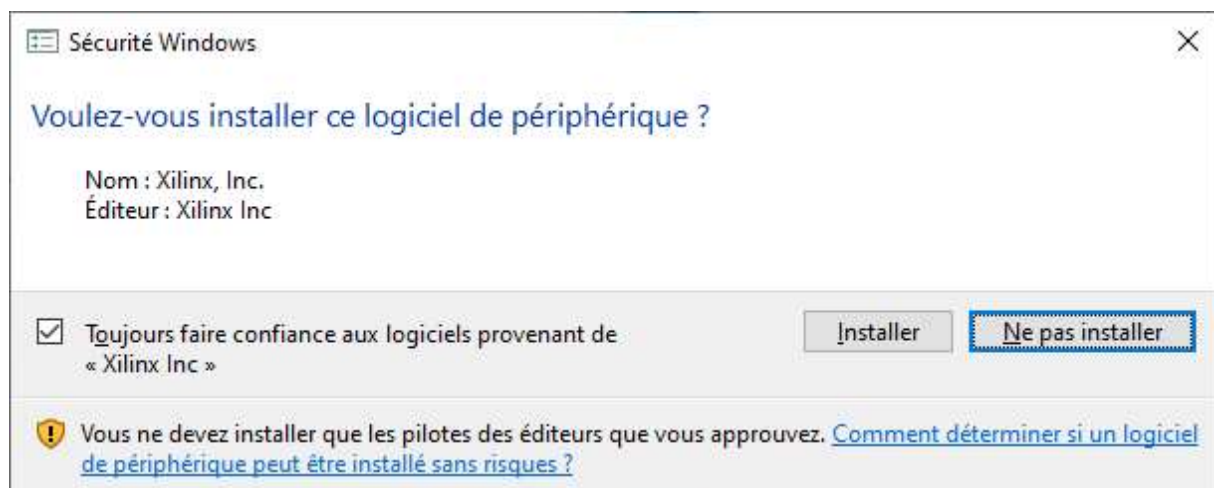 Sécurité Windows
Voulez-vous installer ce logiciel de périphérique ?
Nom : Xilinx, Inc.
Éditeur : Xilinx Inc
Toujours faire confiance aux logiciels provenant de
« Xilinx Inc »
Installer
Ne pas installer
Vous ne devez installer que les pilotes des éditeurs que vous approuvez. Comment déterminer si un logiciel
de périphérique peut être installé sans risques ?